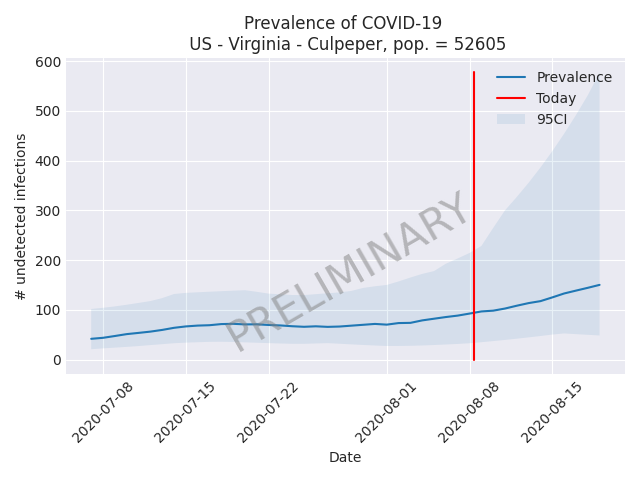 Prevalence of COVID-19
US - Virginia - Culpeper, pop. = 52605
# undetected infections
600
500
400
300
200
100
0
Prevalence
Today
95CI
PRELIMINARY
2020-07-08
2020-07-15
2020-07-22
2020-08-01
2020-08-08
2020-08-15
Date